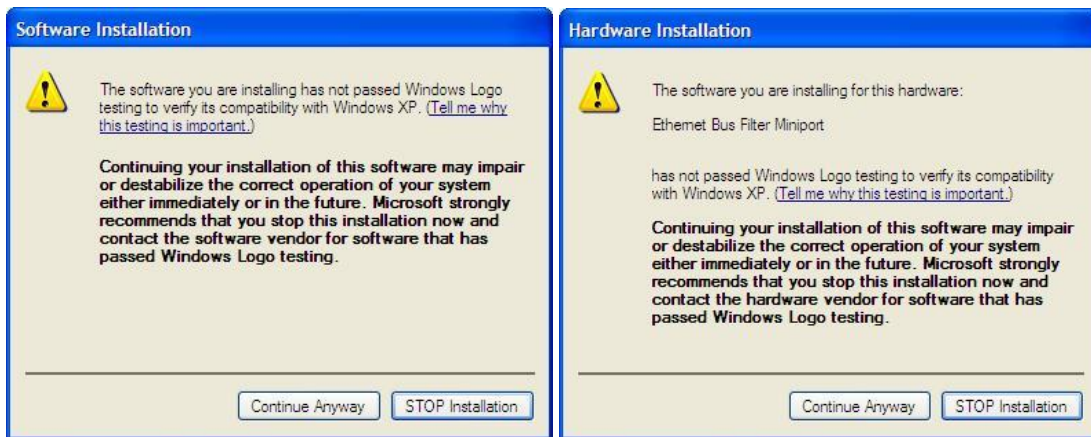 Software Installation
The software you are installing has not passed Windows Logo
testing to verify its compatibility with Windows XP. (Tell me why
this testing is important.)
Continuing your installation of this software may impair
or destabilize the correct operation of your system
either immediately or in the future. Microsoft strongly
recommends that you stop this installation now and
contact the software vendor for software that has
passed Windows Logo testing.
Continue Anyway
STOP Installation
Hardware Installation
The software you are installing for this hardware:
Ethernet Bus Filter Miniport
has not passed Windows Logo testing to verify its compatibility
with Windows XP. (Tell me why this testing is important.)
Continuing your installation of this software may impair
or destabilize the correct operation of your system
either immediately or in the future. Microsoft strongly
recommends that you stop this installation now and
contact the hardware vendor for software that has
passed Windows Logo testing.
Continue Anyway
STOP Installation